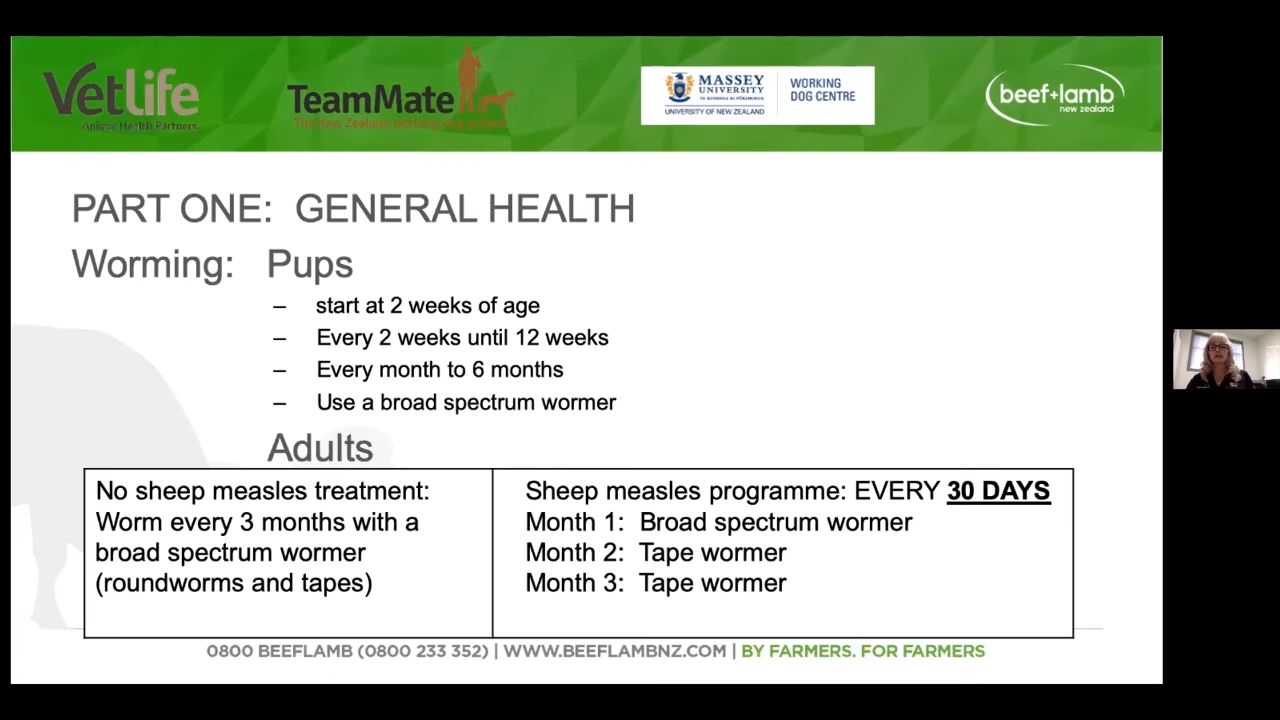 Vetlife
Animal Health Partners
TeamMate
The New Zealand working dog project
MASSEY
UNIVERSITY
TE KUNENGA KI PŪREHUROA
UNIVERSITY OF NEW ZEALAND
WORKING
DOG CENTRE
beef+lamb
new zealand
PART ONE: GENERAL HEALTH
Worming: Pups
– start at 2 weeks of age
– Every 2 weeks until 12 weeks
– Every month to 6 months
– Use a broad spectrum wormer
Adults
No sheep measles treatment:
Worm every 3 months with a
broad spectrum wormer
(roundworms and tapes)
Sheep measles programme: EVERY 30 DAYS
Month 1: Broad spectrum wormer
Month 2: Tape wormer
Month 3: Tape wormer
0800 BEEFLAMB (0800 233 352) | WWW.BEEFLAMBNZ.COM | BY FARMERS. FOR FARMERS